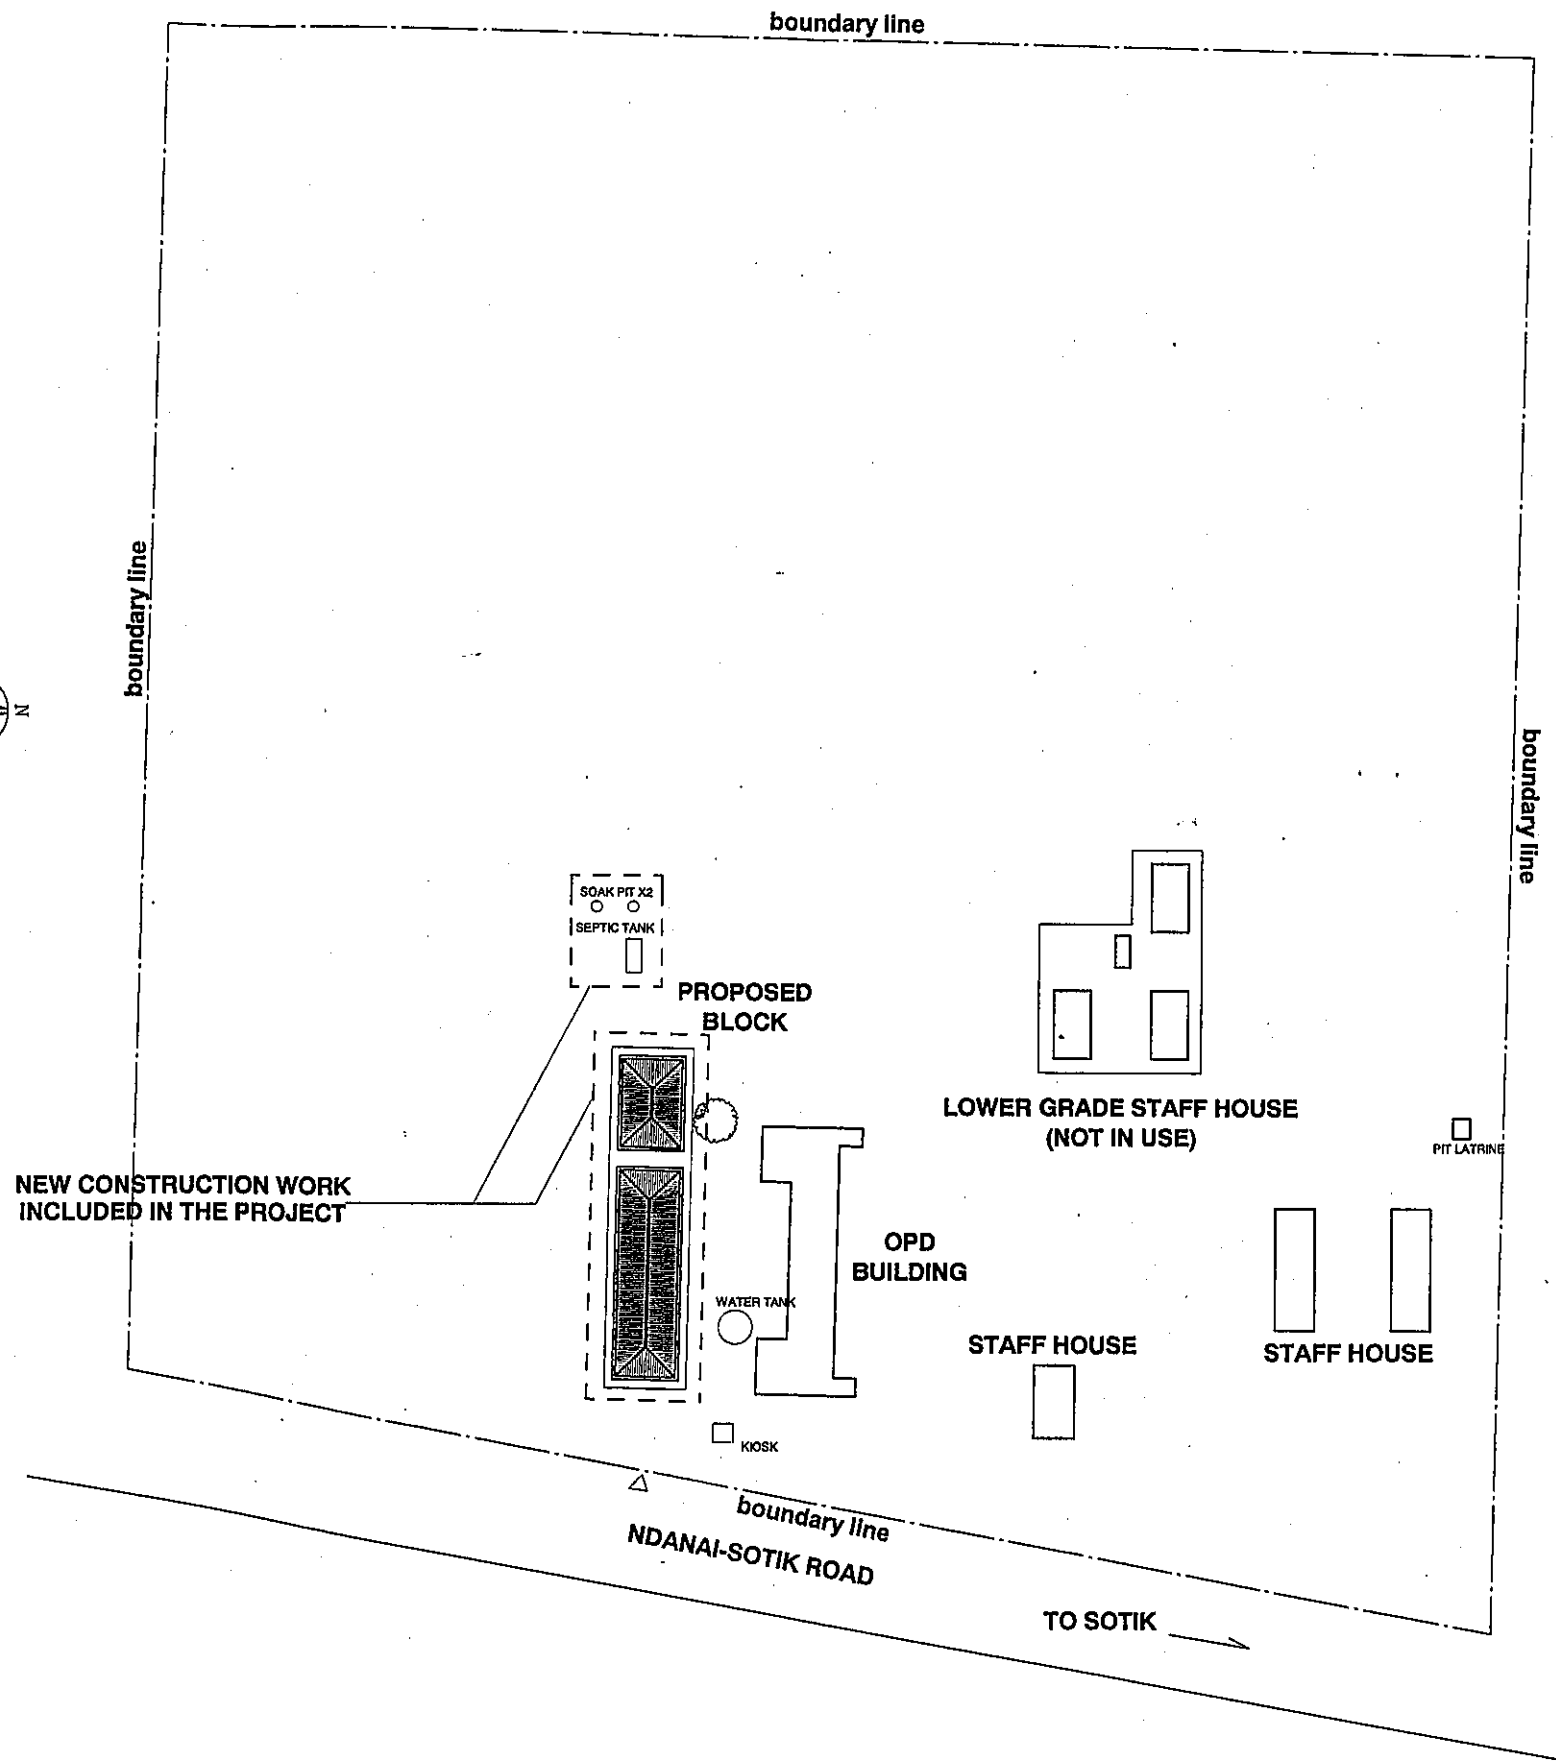 boundary line
boundary line
N
boundary line
SOAK PIT X2
SEPTIC TANK
PROPOSED
BLOCK
LOWER GRADE STAFF HOUSE
(NOT IN USE)
PIT LATRINE
NEW CONSTRUCTION WORK
INCLUDED IN THE PROJECT
OPD
BUILDING
WATER TANK
STAFF HOUSE
STAFF HOUSE
KIOSK
boundary line
NDANAI-SOTIK ROAD
TO SOTIK